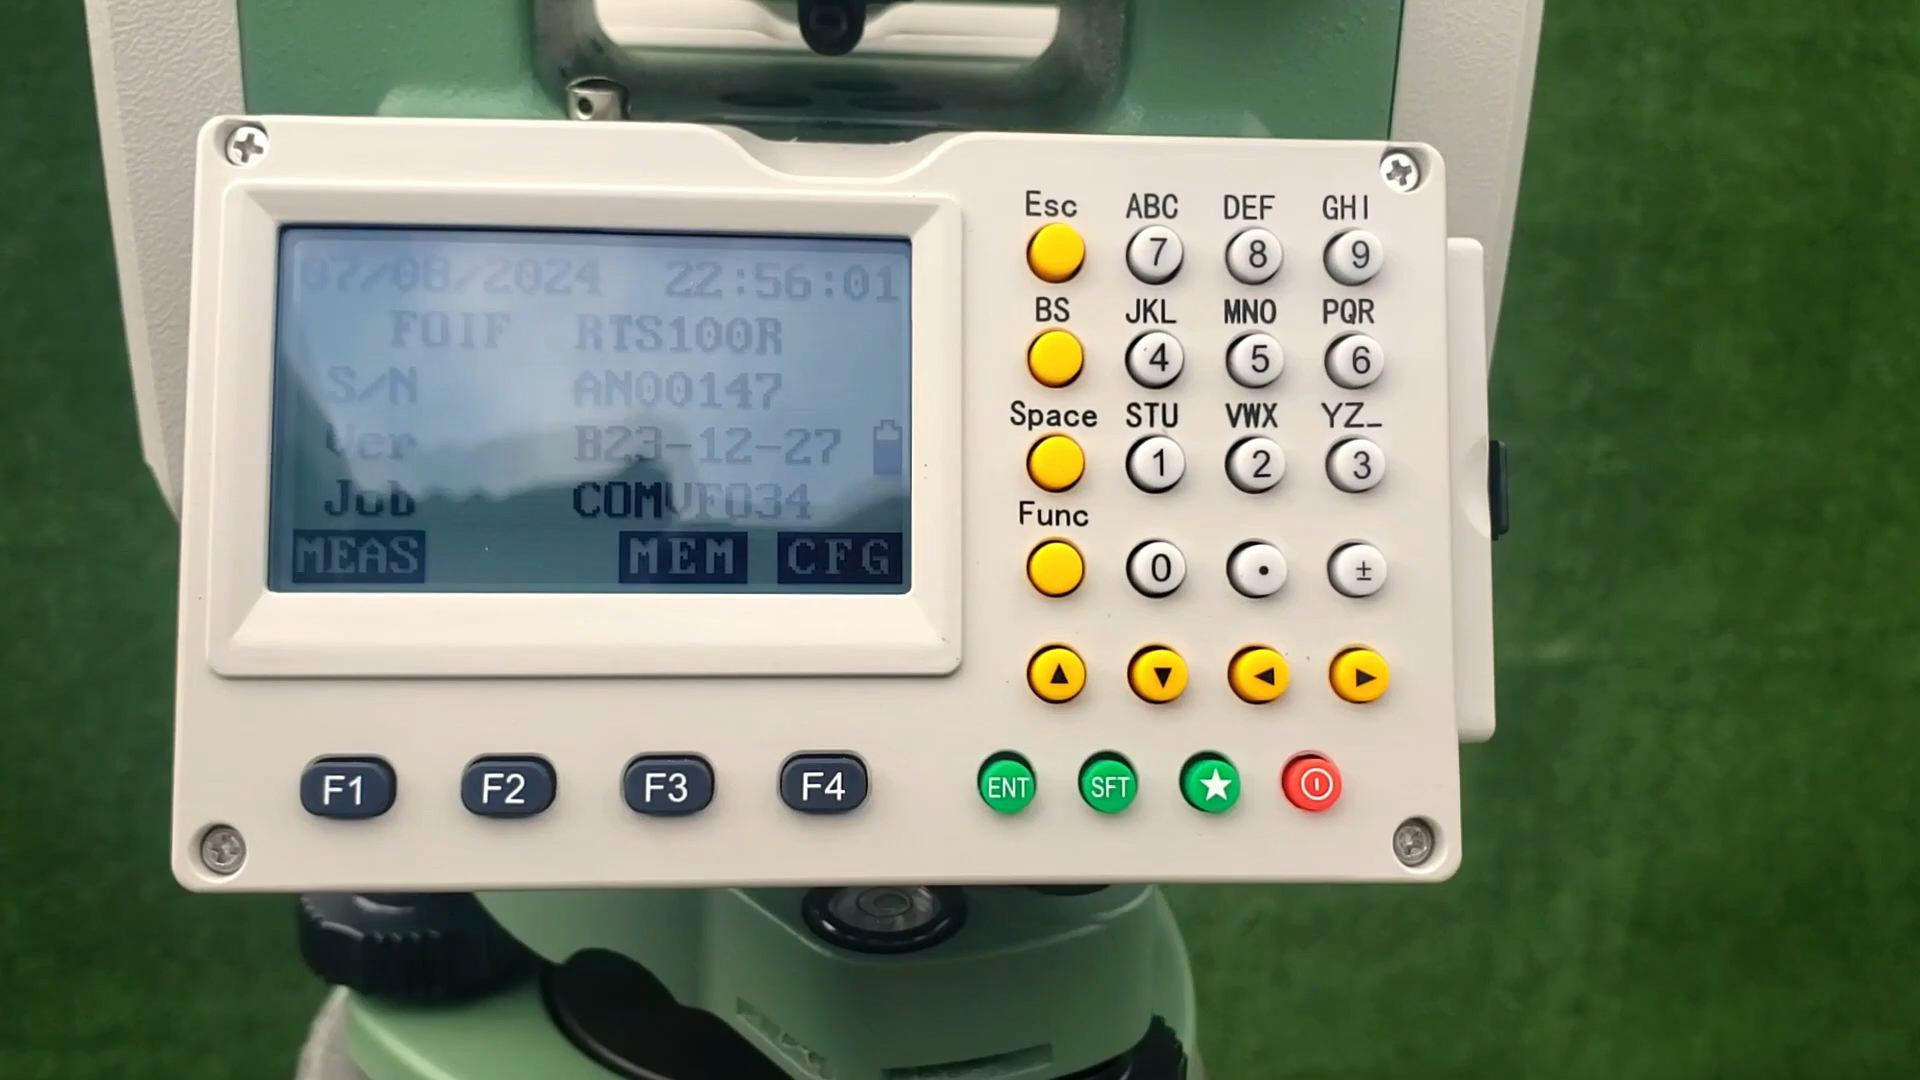 07/08/2024 22:56:01
FOIF RTS100R
S/N AN00147
Ver B23-12-27
Job COMVFO34
MEAS MEM CFG
Esc ABC DEF GHI
7 8 9
BS JKL MNO PQR
4 5 6
Space STU VWX YZ_
1 2 3
Func
0 • ±
▲ ▼ ◀ ▶
F1 F2 F3 F4 ENT SFT ★